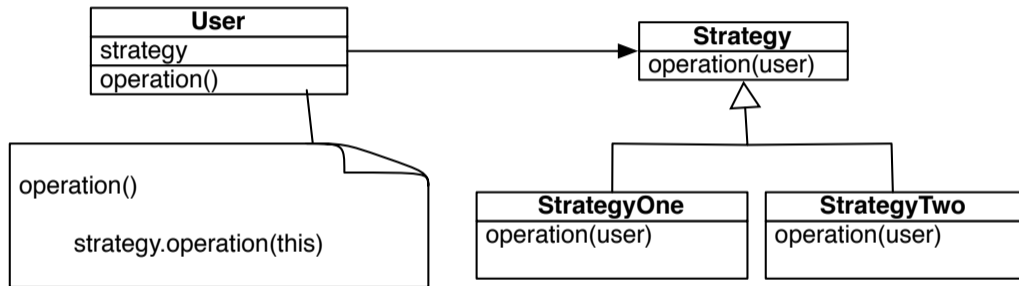 User
strategy
operation()
Strategy
operation(user)
operation()
strategy.operation(this)
StrategyOne
operation(user)
StrategyTwo
operation(user)